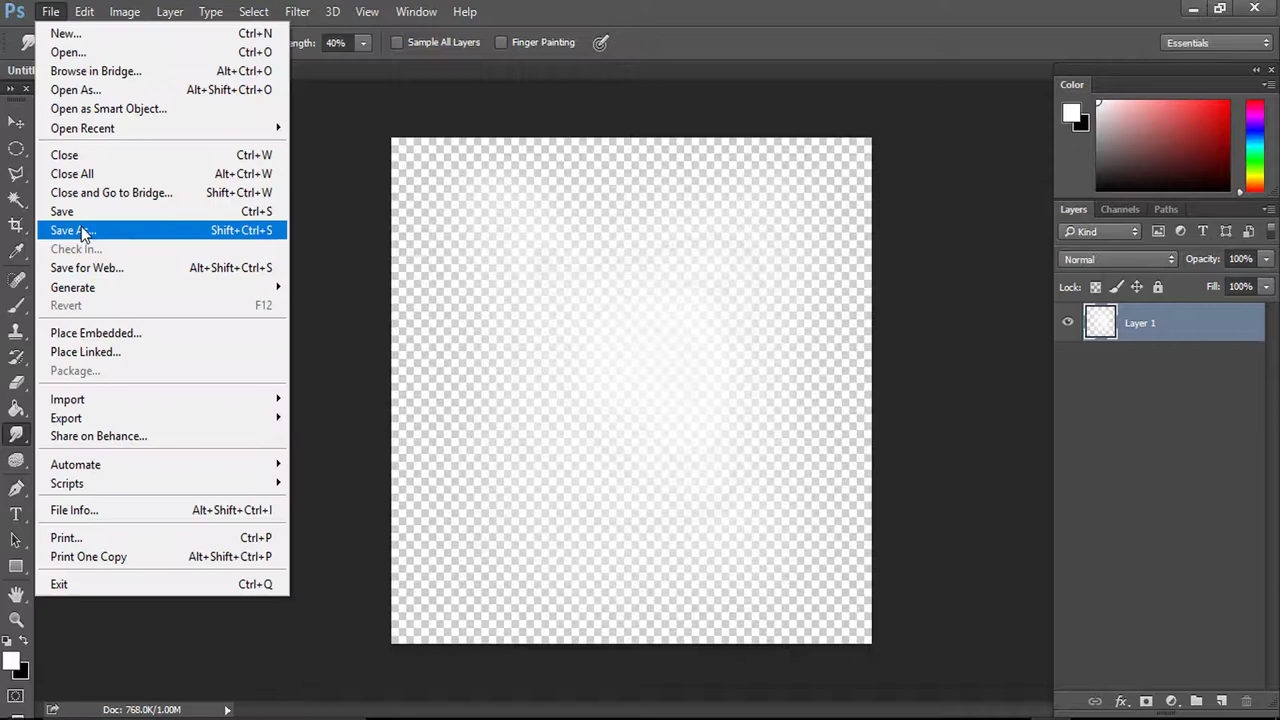 Ps File Edit Image Layer Type Select Filter 3D View Window Help
ngth: 40% Sample All Layers Finger Painting Essentials
Untit
New... Ctrl+N
Open... Ctrl+O
Browse in Bridge... Alt+Ctrl+O
Open As... Alt+Shift+Ctrl+O
Open as Smart Object...
Open Recent
Close Ctrl+W
Close All Alt+Ctrl+W
Close and Go to Bridge... Shift+Ctrl+W
Save Ctrl+S
Save As... Shift+Ctrl+S
Check In...
Save for Web... Alt+Shift+Ctrl+S
Generate
Revert F12
Place Embedded...
Place Linked...
Package...
Import
Export
Share on Behance...
Automate
Scripts
File Info... Alt+Shift+Ctrl+I
Print... Ctrl+P
Print One Copy Alt+Shift+Ctrl+P
Exit Ctrl+Q
Color
Layers Channels Paths
Kind
Normal Opacity: 100%
Lock: Fill: 100%
Layer 1
fx
Doc: 768.0K/1.00M